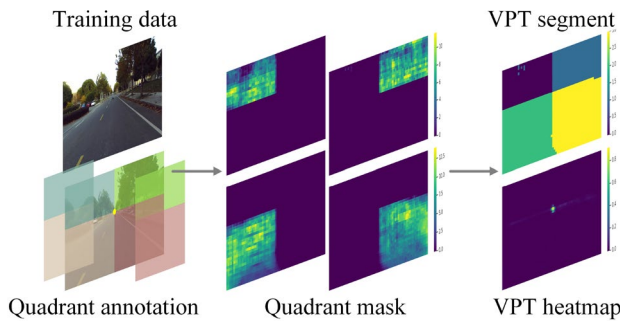 Training data
VPT segment
Quadrant annotation
Quadrant mask
VPT heatmap